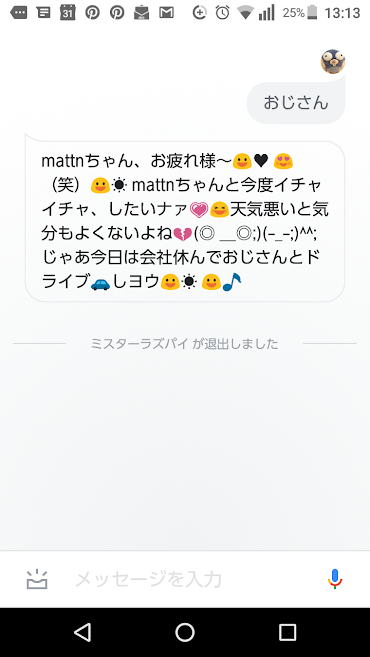 31 25% 13:13
おじさん
mattnちゃん、お疲れ様〜😃♥😍
（笑）😃☀mattnちゃんと今度イチャ
イチャ、したいナァ💗😄天気悪いと気
分もよくないよね💔(◎ ＿◎;)(−_−;)^^;
じゃあ今日は会社休んでおじさんとド
ライブ🚗しヨウ😃☀😃🎵
ミスターラズパイ が退出しました
メッセージを入力